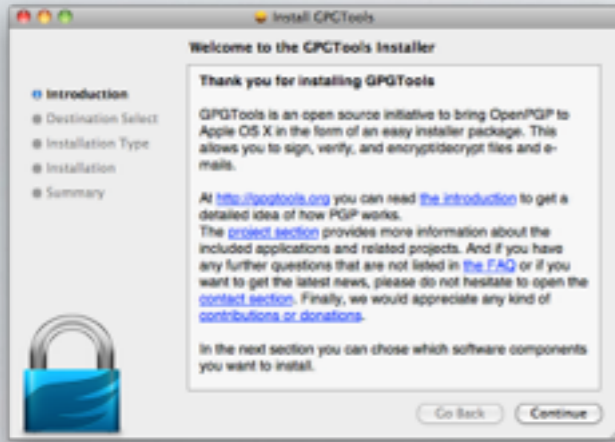 Install GPGTools
Welcome to the GPGTools Installer
Introduction
Destination Select
Installation Type
Installation
Summary
Thank you for installing GPGTools
GPGTools is an open source initiative to bring OpenPGP to
Apple OS X in the form of an easy installer package. This
allows you to sign, verify, and encrypt/decrypt files and e-
mails.
At http://gpgtools.org you can read the introduction to get a
detailed idea of how PGP works.
The project section provides more information about the
included applications and related projects. And if you have
any further questions that are not listed in the FAQ or if you
want to get the latest news, please do not hesitate to open the
contact section. Finally, we would appreciate any kind of
contributions or donations.
In the next section you can chose which software components
you want to install.
Go Back
Continue